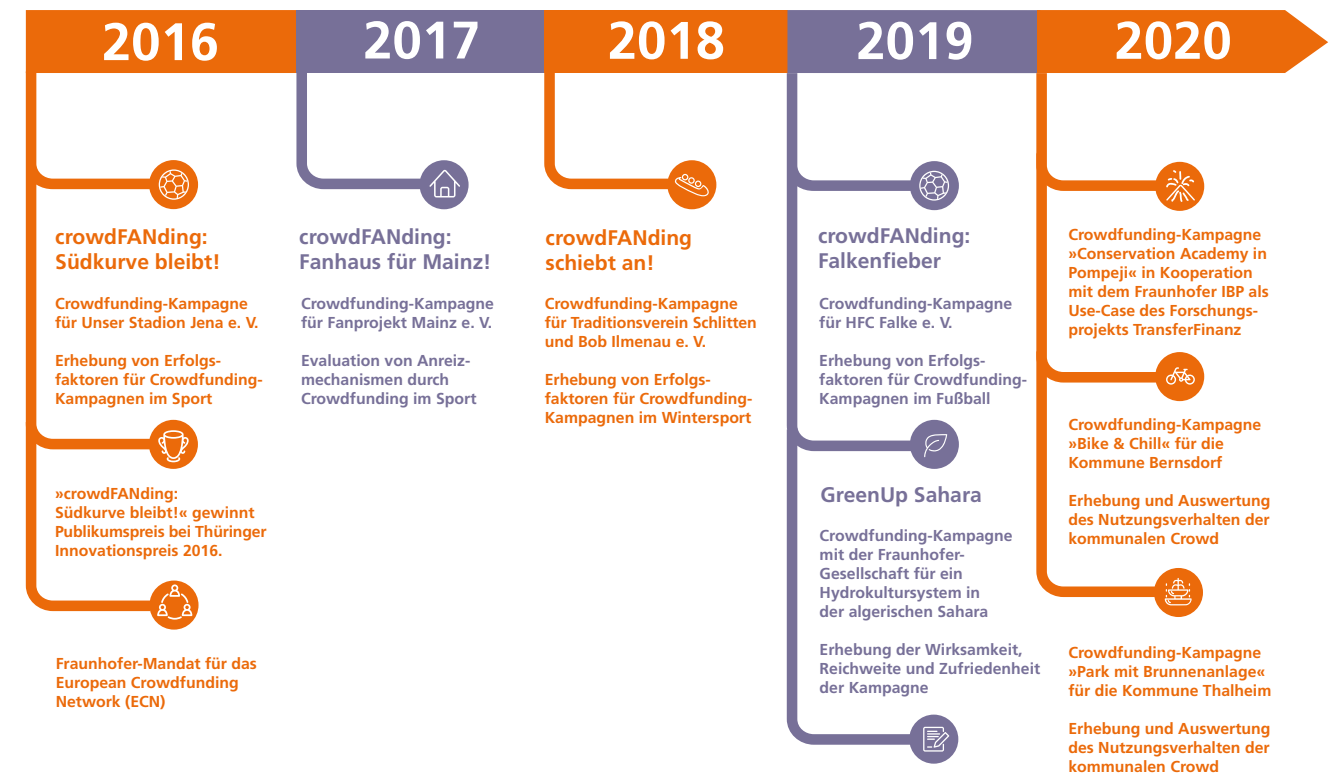 2016
2017
2018
2019
2020
crowdFANding:
Südkurve bleibt!
Crowdfunding-Kampagne
für Unser Stadion Jena e. V.
Erhebung von Erfolgs-
faktoren für Crowdfunding-
Kampagnen im Sport
»crowdFANding:
Südkurve bleibt!« gewinnt
Publikumspreis bei Thüringer
Innovationspreis 2016.
Fraunhofer-Mandat für das
European Crowdfunding
Network (ECN)
crowdFANding:
Fanhaus für Mainz!
Crowdfunding-Kampagne
für Fanprojekt Mainz e. V.
Evaluation von Anreiz-
mechanismen durch
Crowdfunding im Sport
crowdFANding
schiebt an!
Crowdfunding-Kampagne
für Traditionsverein Schlitten
und Bob Ilmenau e. V.
Erhebung von Erfolgs-
faktoren für Crowdfunding-
Kampagnen im Wintersport
crowdFANding:
Falkenfieber
Crowdfunding-Kampagne
für HFC Falke e. V.
Erhebung von Erfolgs-
faktoren für Crowdfunding-
Kampagnen im Fußball
GreenUp Sahara
Crowdfunding-Kampagne
mit der Fraunhofer-
Gesellschaft für ein
Hydrokultursystem in
der algerischen Sahara
Erhebung der Wirksamkeit,
Reichweite und Zufriedenheit
der Kampagne
Crowdfunding-Kampagne
»Conservation Academy in
Pompeji« in Kooperation
mit dem Fraunhofer IBP als
Use-Case des Forschungs-
projekts TransferFinanz
Crowdfunding-Kampagne
»Bike & Chill« für die
Kommune Bernsdorf
Erhebung und Auswertung
des Nutzungsverhalten der
kommunalen Crowd
Crowdfunding-Kampagne
»Park mit Brunnenanlage«
für die Kommune Thalheim
Erhebung und Auswertung
des Nutzungsverhalten der
kommunalen Crowd